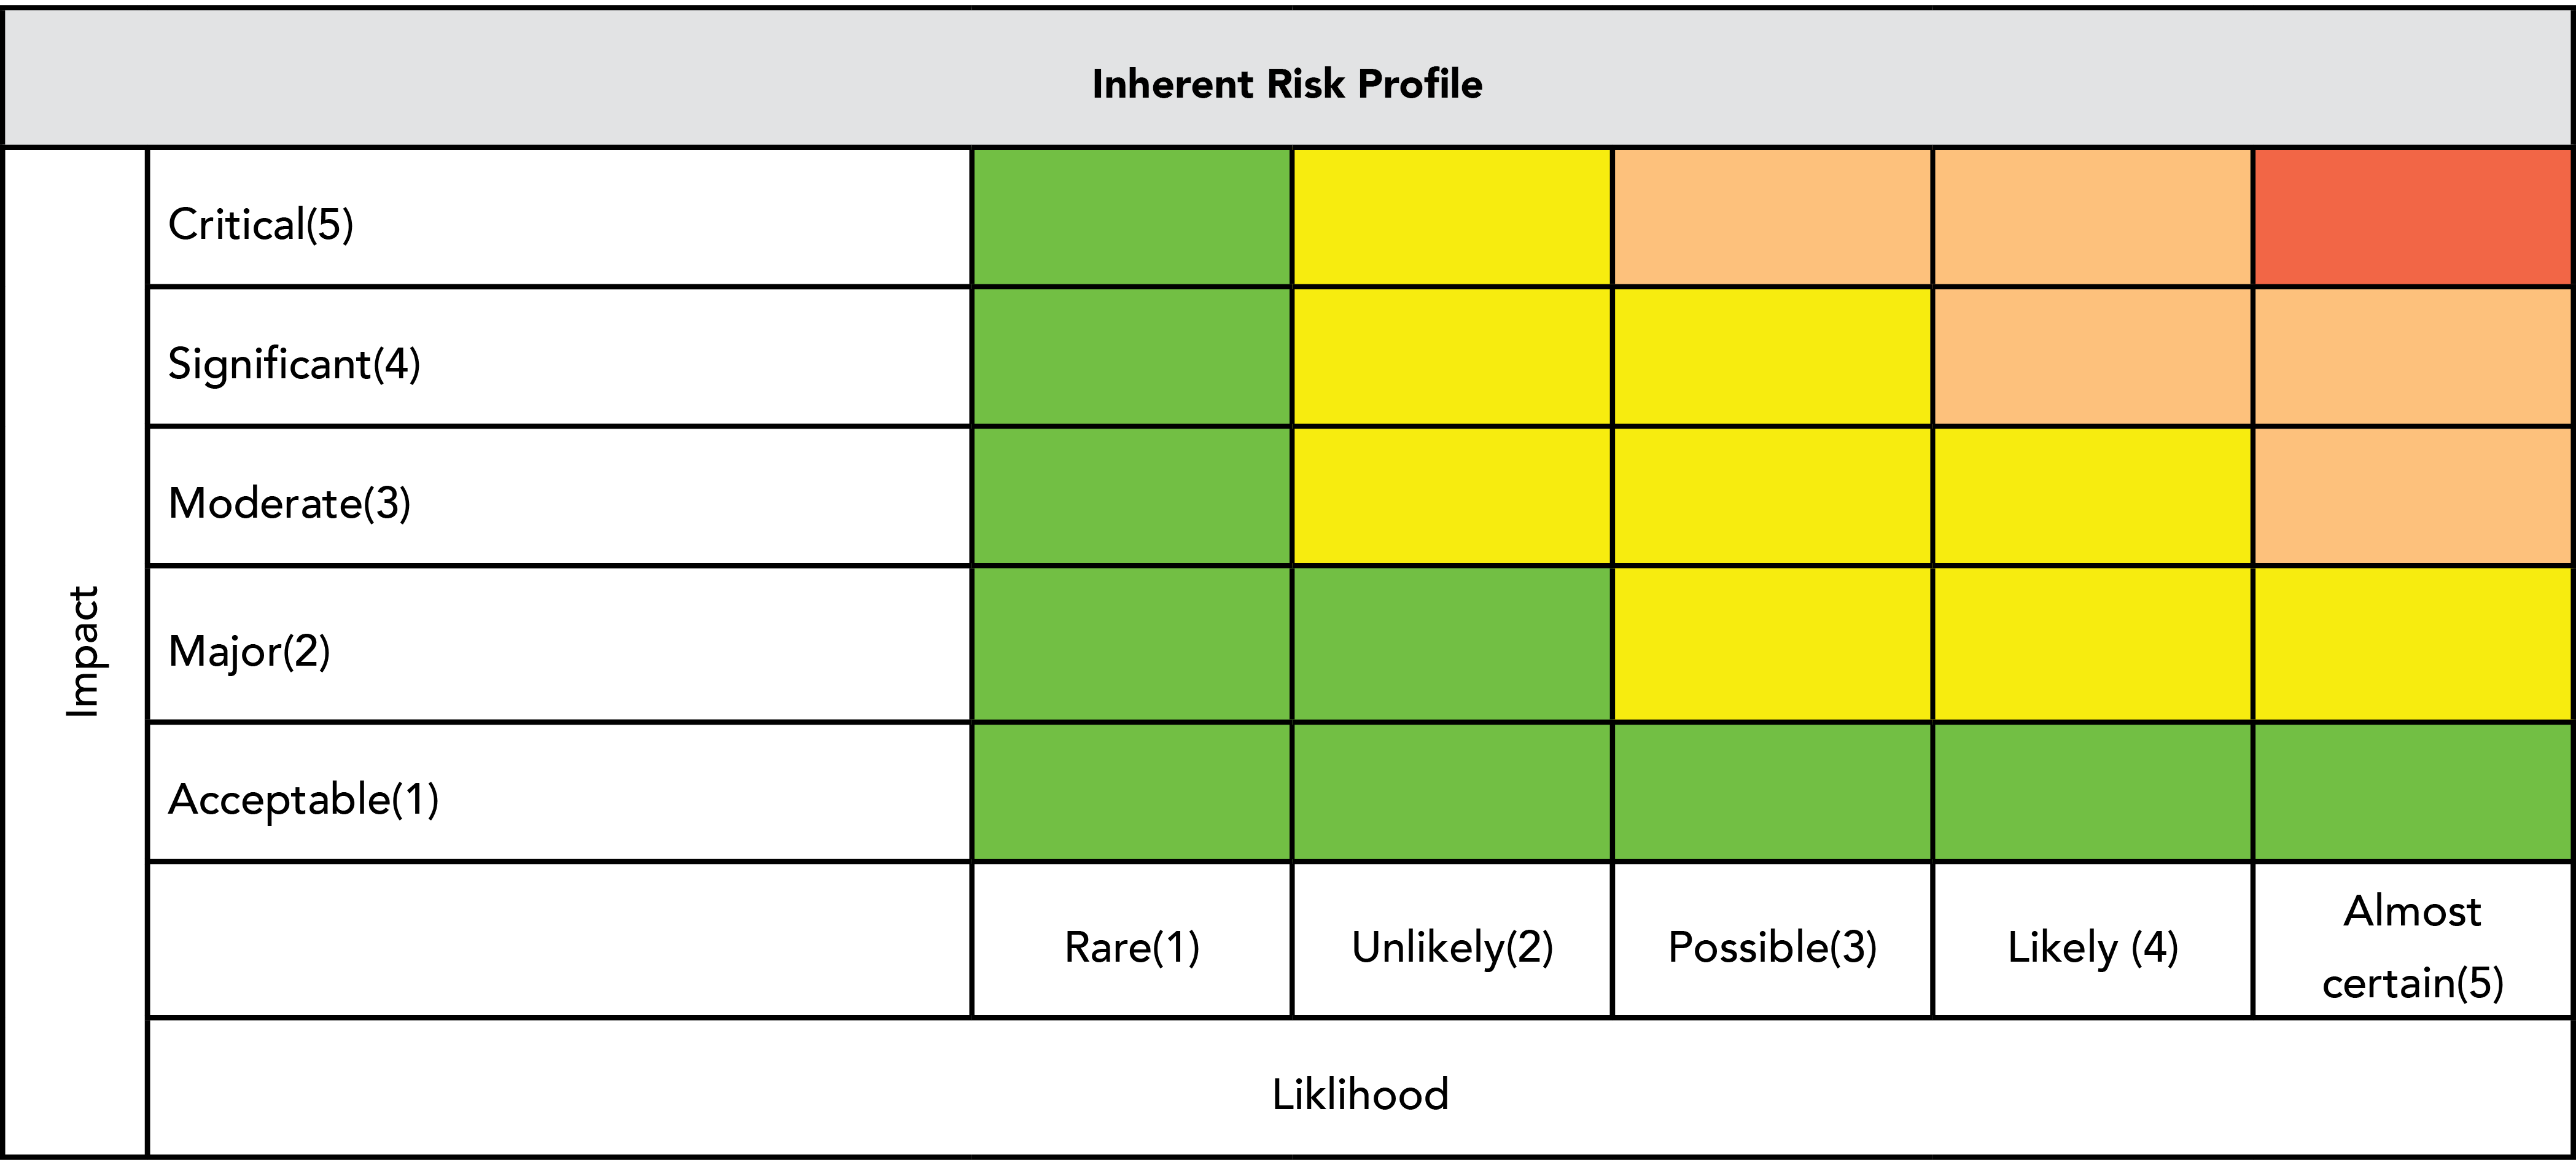 Inherent Risk Profile
Impact
Critical(5)
Significant(4)
Moderate(3)
Major(2)
Acceptable(1)
Rare(1)
Unlikely(2)
Possible(3)
Likely (4)
Almost
certain(5)
Liklihood